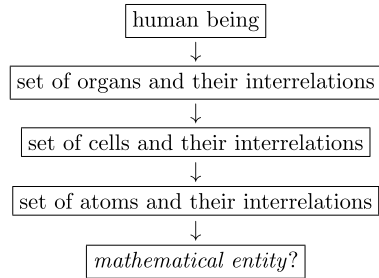 human being
set of organs and their interrelations
set of cells and their interrelations
set of atoms and their interrelations
mathematical entity?